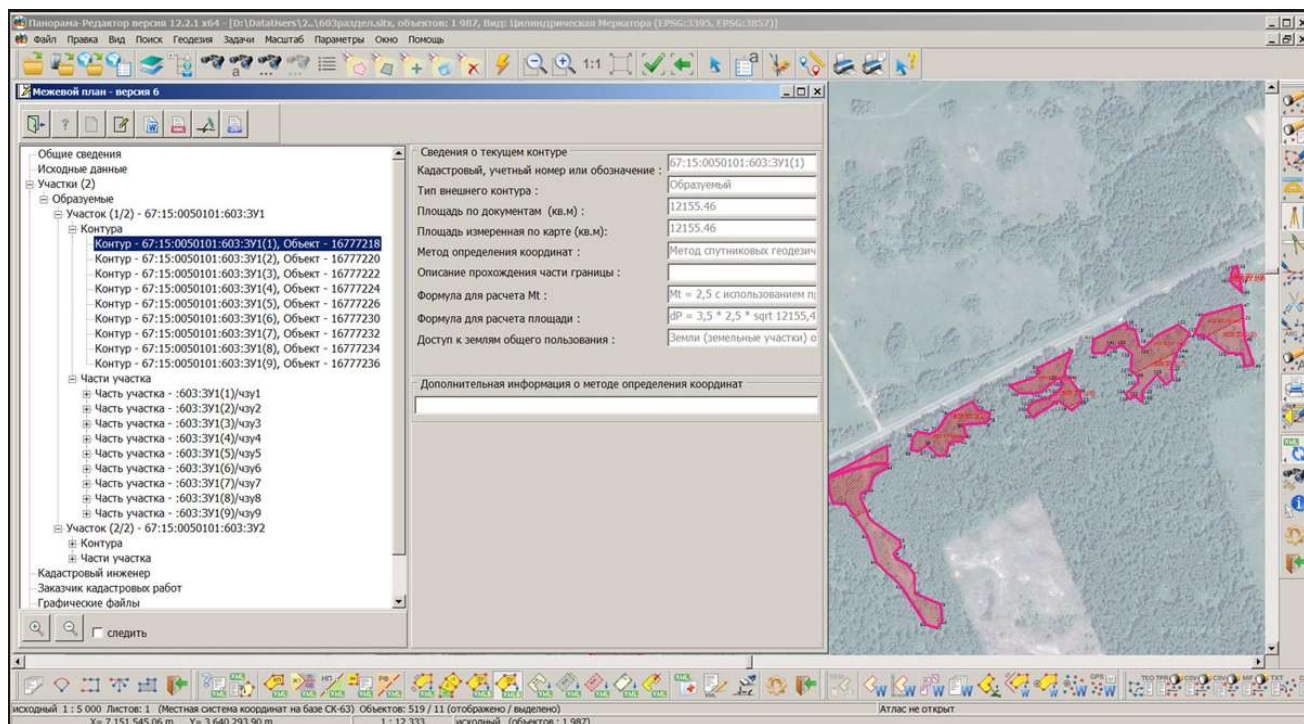 Панорама-Редактор версия 12.2.1 x64 - [D:\DataUsers\2..\603раздел.sitx, объектов: 1 987, Вид: Цилиндрическая Меркатора (EPSG:3395, EPSG:3857)]
Файл Правка Вид Поиск Геодезия Задачи Масштаб Параметры Окно Помощь
1:1
Межевой план - версия 6
Общие сведения
Исходные данные
Участки (2)
Образуемые
Участок (1/2) - 67:15:0050101:603:ЗУ1
Контура
Контур - 67:15:0050101:603:ЗУ1(1), Объект - 16777218
Контур - 67:15:0050101:603:ЗУ1(2), Объект - 16777220
Контур - 67:15:0050101:603:ЗУ1(3), Объект - 16777222
Контур - 67:15:0050101:603:ЗУ1(4), Объект - 16777224
Контур - 67:15:0050101:603:ЗУ1(5), Объект - 16777226
Контур - 67:15:0050101:603:ЗУ1(6), Объект - 16777230
Контур - 67:15:0050101:603:ЗУ1(7), Объект - 16777232
Контур - 67:15:0050101:603:ЗУ1(8), Объект - 16777234
Контур - 67:15:0050101:603:ЗУ1(9), Объект - 16777236
Части участка
Часть участка - :603:ЗУ1(1)/чзу1
Часть участка - :603:ЗУ1(2)/чзу2
Часть участка - :603:ЗУ1(3)/чзу3
Часть участка - :603:ЗУ1(4)/чзу4
Часть участка - :603:ЗУ1(5)/чзу5
Часть участка - :603:ЗУ1(6)/чзу6
Часть участка - :603:ЗУ1(7)/чзу7
Часть участка - :603:ЗУ1(8)/чзу8
Часть участка - :603:ЗУ1(9)/чзу9
Участок (2/2) - 67:15:0050101:603:ЗУ2
Контура
Части участка
Кадастровый инженер
Заказчик кадастровых работ
Графические файлы
следить
Сведения о текущем контуре
Кадастровый, учетный номер или обозначение : 67:15:0050101:603:ЗУ1(1)
Тип внешнего контура : Образуемый
Площадь по документам (кв.м) : 12155.46
Площадь измеренная по карте (кв.м): 12155.46
Метод определения координат : Метод спутниковых геодезич
Описание прохождения части границы :
Формула для расчета Mt : Mt = 2,5 с использованием п
Формула для расчета площади : dP = 3,5 * 2,5 * sqrt 12155,4
Доступ к землям общего пользования : Земли (земельные участки) о
Дополнительная информация о методе определения координат
исходный 1 : 5 000 Листов: 1 (Местная система координат на базе СК-63) Объектов: 519 / 11 (отображено / выделено) Атлас не открыт
X= 7 151 545.06 m Y= 3 640 293.90 m 1 : 12 333 исходный (объектов : 1 987)